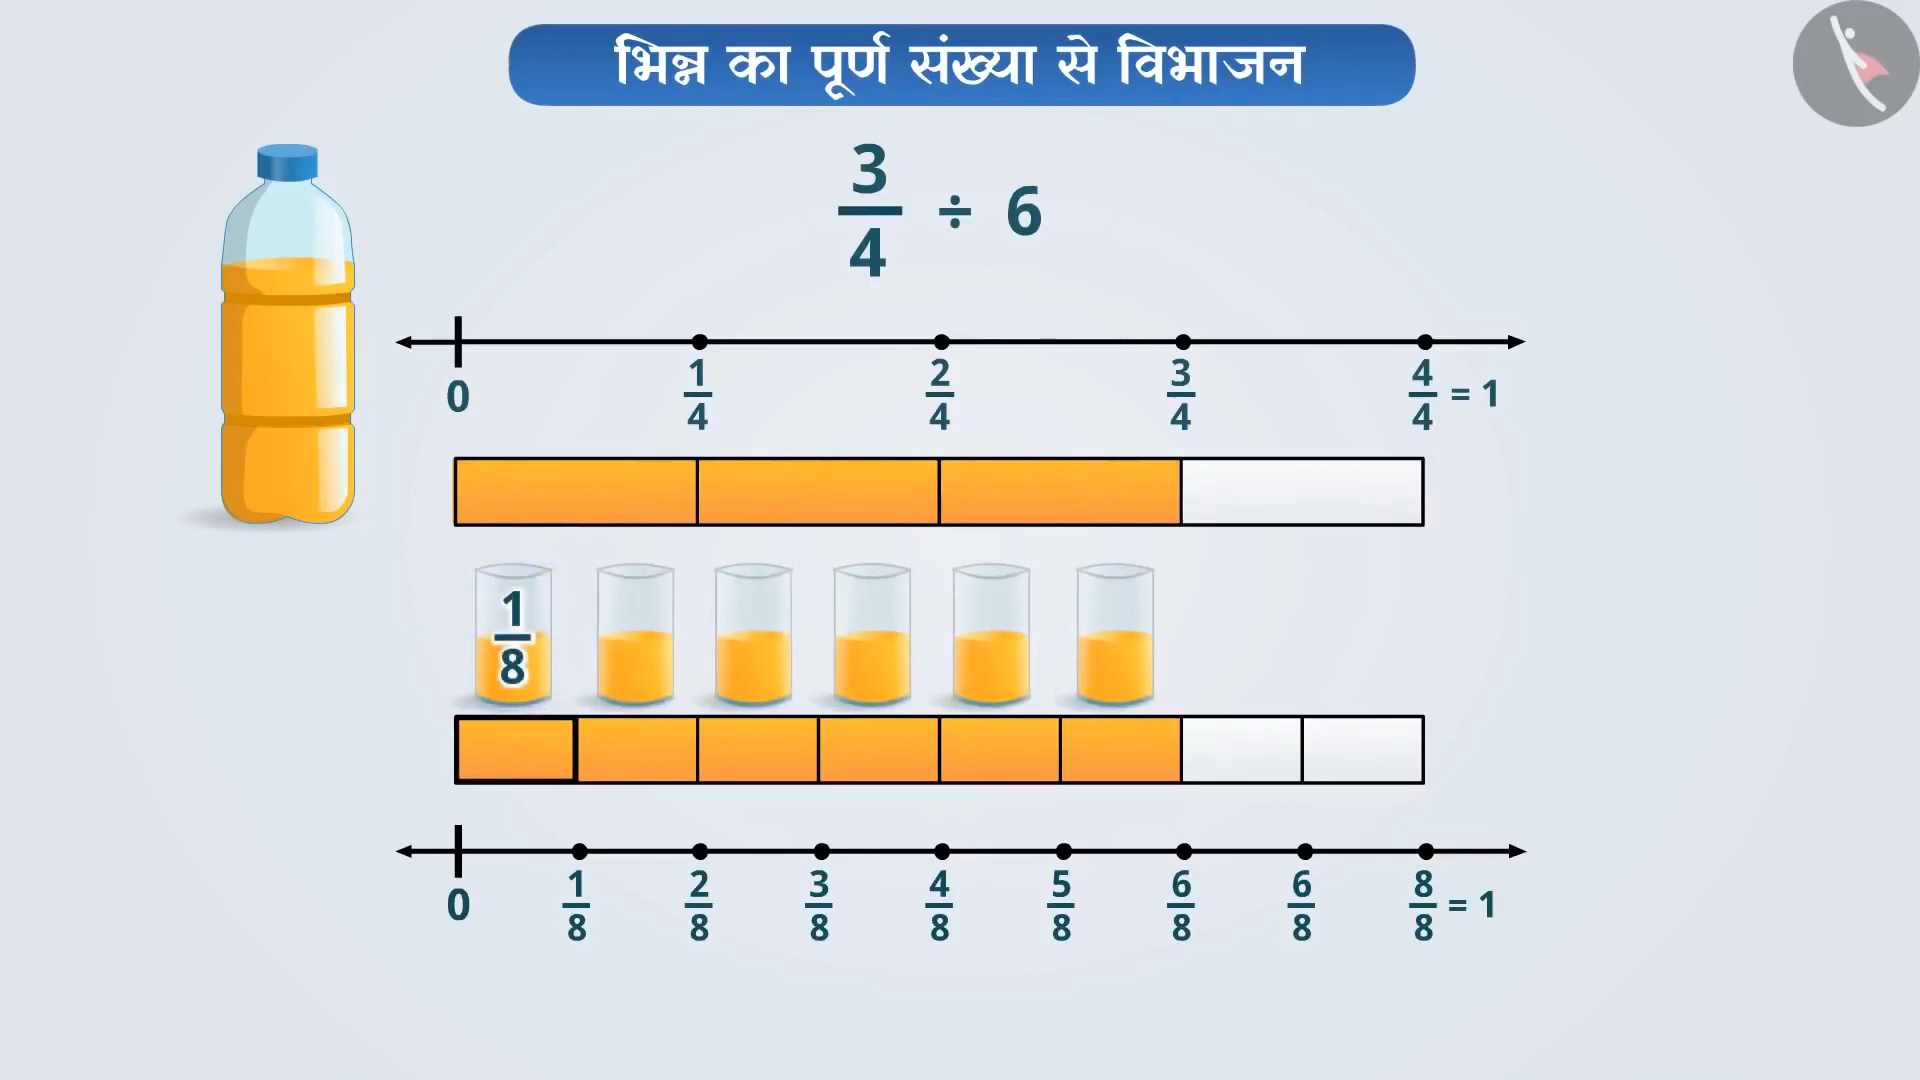 भिन्न का पूर्ण संख्या से विभाजन
3/4 ÷ 6
0 1/4 2/4 3/4 4/4 = 1
1/8
0 1/8 2/8 3/8 4/8 5/8 6/8 6/8 8/8 = 1